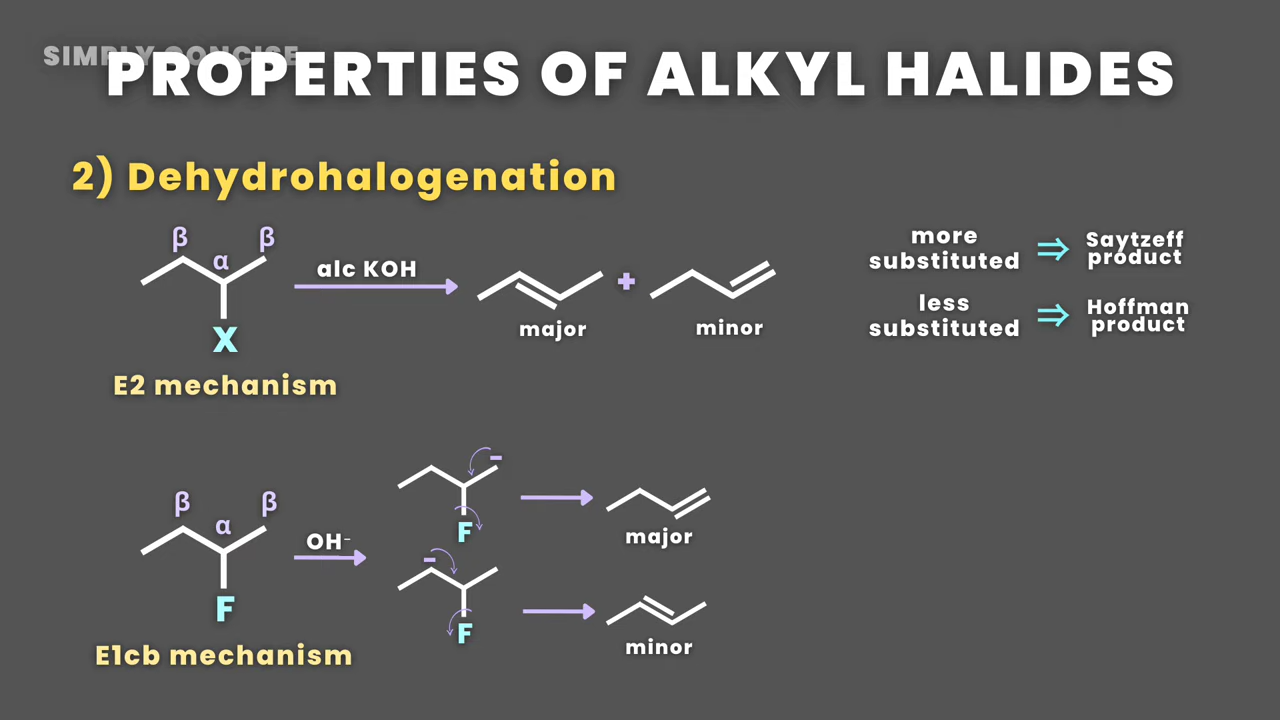 SIMPLY CONCISE
PROPERTIES OF ALKYL HALIDES
2) Dehydrohalogenation
β
β
α
X
alc KOH
+
major
minor
more
substituted
⇒
Saytzeff
product
less
substituted
⇒
Hoffman
product
E2 mechanism
β
β
α
F
OH⁻
-
F
major
-
F
minor
E1cb mechanism